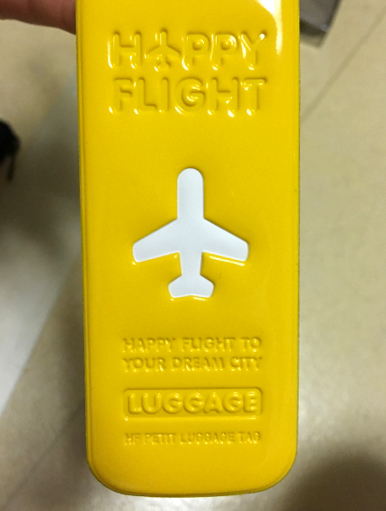 HAPPY
FLIGHT
HAPPY FLIGHT TO
YOUR DREAM CITY
LUGGAGE
HF PETIT LUGGAGE TAG